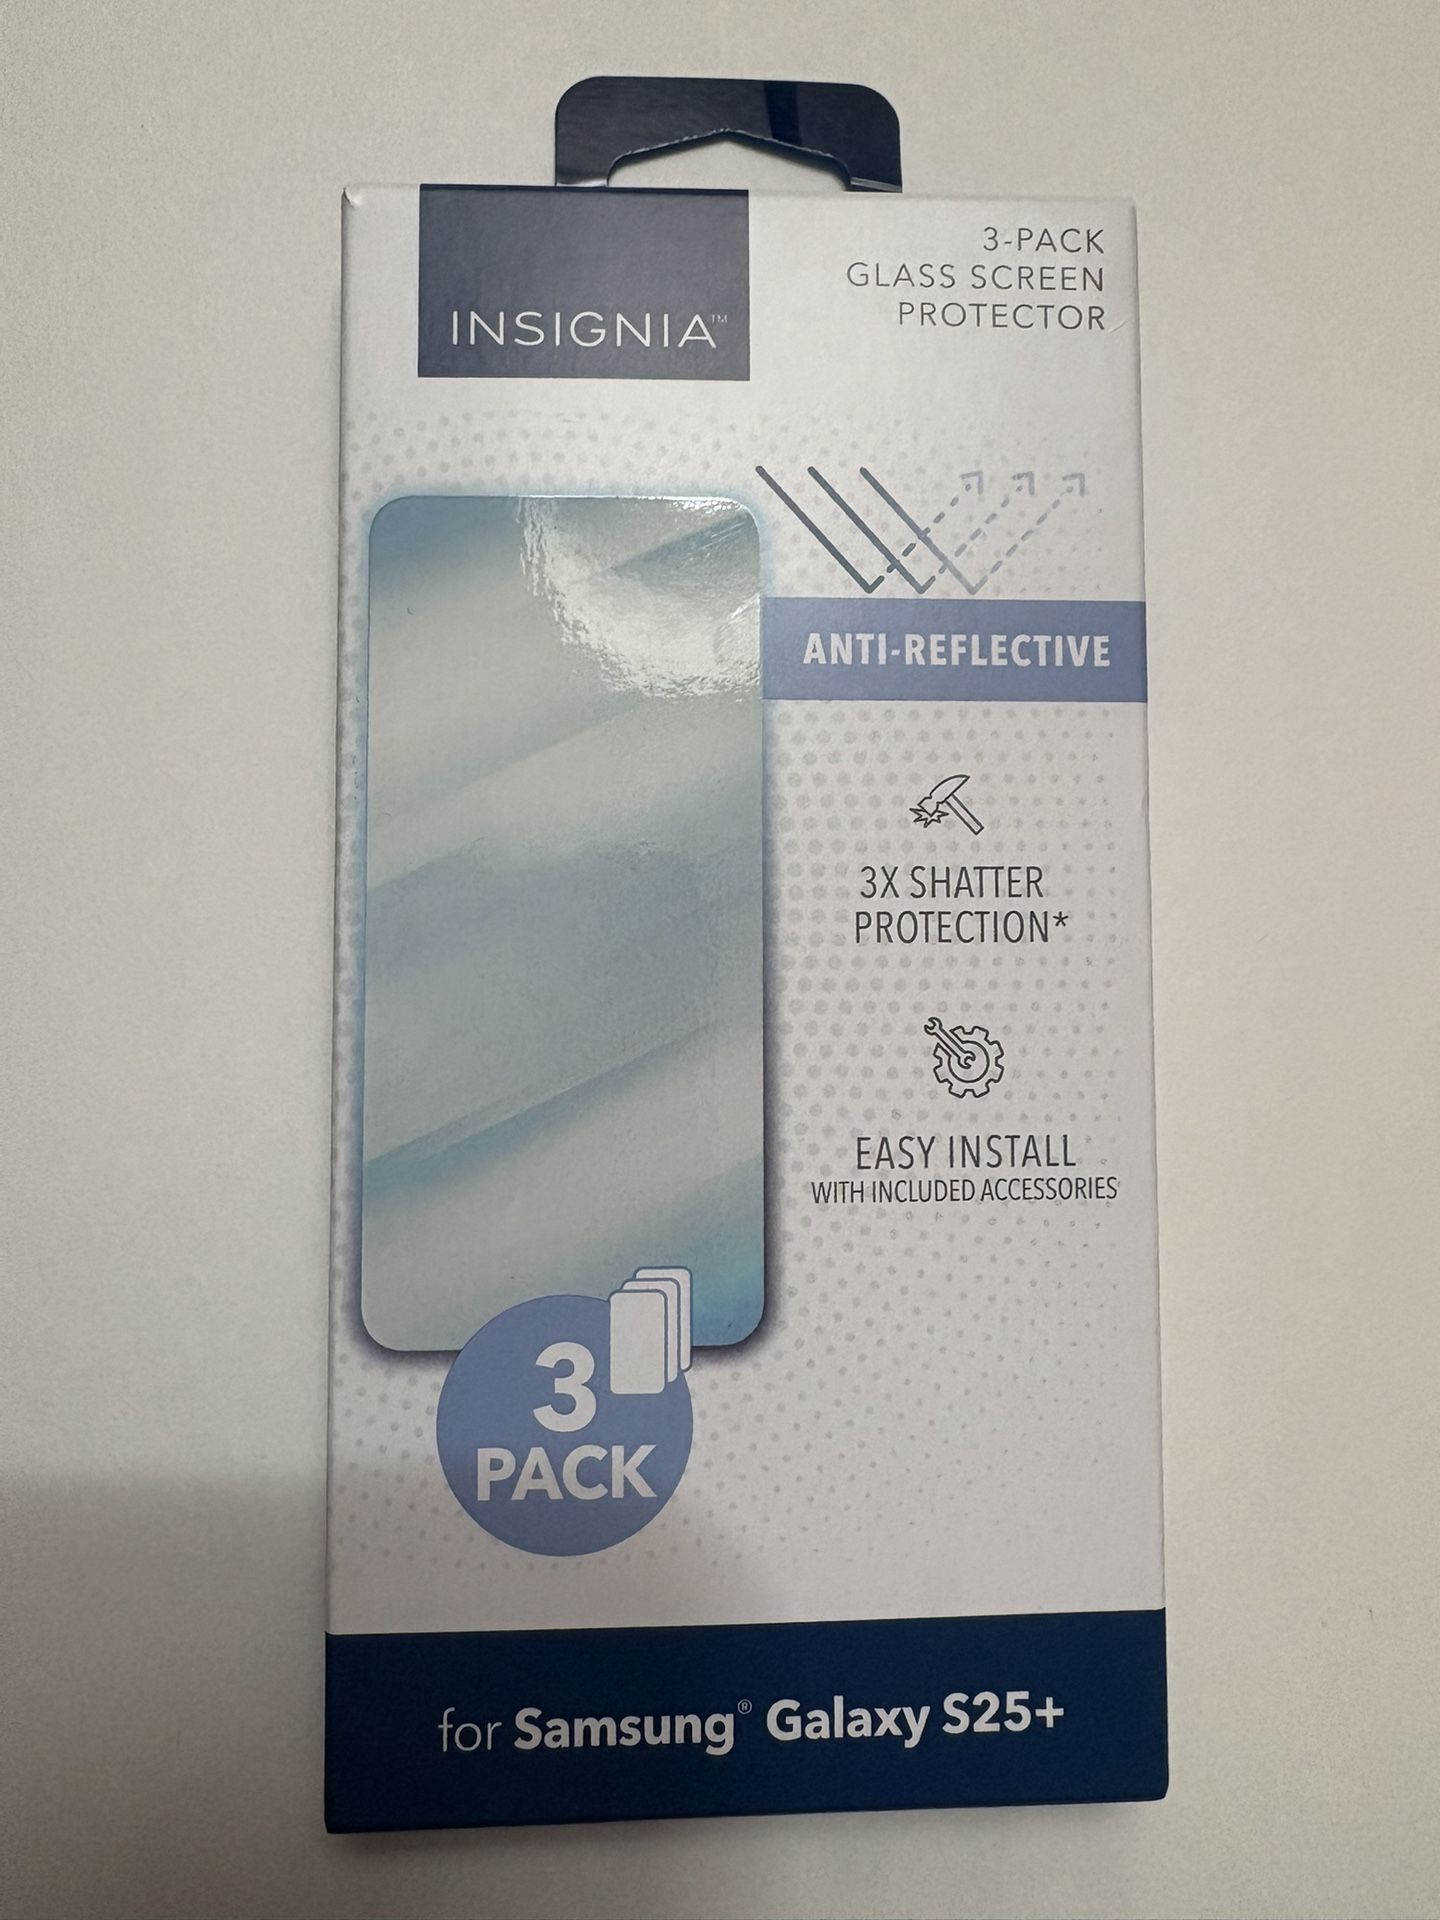 INSIGNIA™
3-PACK
GLASS SCREEN
PROTECTOR
ANTI-REFLECTIVE
3X SHATTER
PROTECTION*
EASY INSTALL
WITH INCLUDED ACCESSORIES
3
PACK
for Samsung® Galaxy S25+